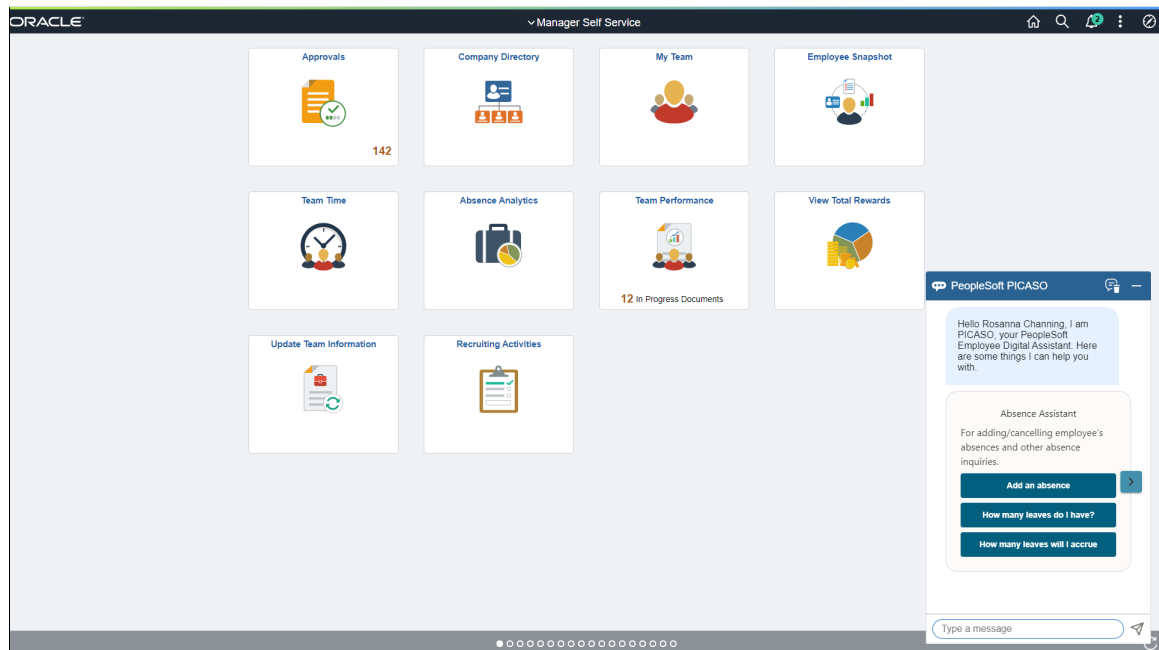 ORACLE
Manager Self Service
2
Approvals
142
Company Directory
My Team
Employee Snapshot
Team Time
Absence Analytics
Team Performance
12 In Progress Documents
View Total Rewards
Update Team Information
Recruiting Activities
PeopleSoft PICASO
Hello Rosanna Channing, I am
PICASO, your PeopleSoft
Employee Digital Assistant. Here
are some things I can help you
with.
Absence Assistant
For adding/cancelling employee's
absences and other absence
inquiries.
Add an absence
How many leaves do I have?
How many leaves will I accrue
Type a message